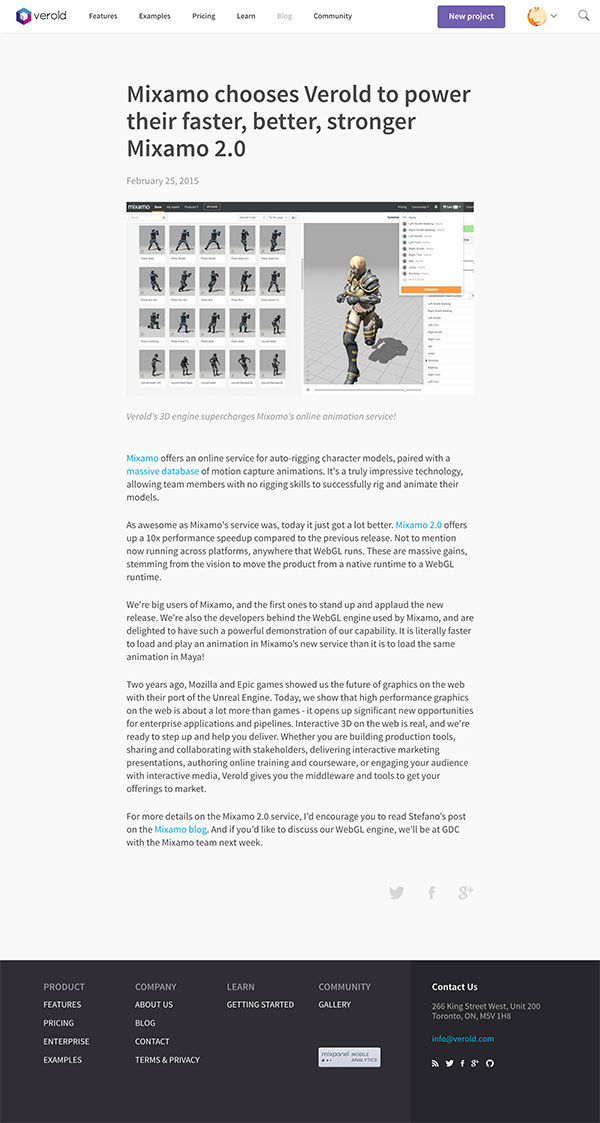 verold
Features
Examples
Pricing
Learn
Blog
Community
New project
Mixamo chooses Verold to power
their faster, better, stronger
Mixamo 2.0
February 25, 2015
mixamo
Verold's 3D engine supercharges Mixamo's online animation service!
Mixamo offers an online service for auto-rigging character models, paired with a
massive database of motion capture animations. It's a truly impressive technology,
allowing team members with no rigging skills to successfully rig and animate their
models.
As awesome as Mixamo's service was, today it just got a lot better. Mixamo 2.0 offers
up a 10x performance speedup compared to the previous release. Not to mention
now running across platforms, anywhere that WebGL runs. These are massive gains,
stemming from the vision to move the product from a native runtime to a WebGL
runtime.
We're big users of Mixamo, and the first ones to stand up and applaud the new
release. We're also the developers behind the WebGL engine used by Mixamo, and are
delighted to have such a powerful demonstration of our capability. It is literally faster
to load and play an animation in Mixamo's new service than it is to load the same
animation in Maya!
Two years ago, Mozilla and Epic games showed us the future of graphics on the web
with their port of the Unreal Engine. Today, we show that high performance graphics
on the web is about a lot more than games - it opens up significant new opportunities
for enterprise applications and pipelines. Interactive 3D on the web is real, and we're
ready to step up and help you deliver. Whether you are building production tools,
sharing and collaborating with stakeholders, delivering interactive marketing
presentations, authoring online training and courseware, or engaging your audience
with interactive media, Verold gives you the middleware and tools to get your
offerings to market.
For more details on the Mixamo 2.0 service, I'd encourage you to read Stefano's post
on the Mixamo blog. And if you'd like to discuss our WebGL engine, we'll be at GDC
with the Mixamo team next week.
PRODUCT
FEATURES
PRICING
ENTERPRISE
EXAMPLES
COMPANY
ABOUT US
BLOG
CONTACT
TERMS & PRIVACY
LEARN
GETTING STARTED
COMMUNITY
GALLERY
mixpanel MOBILE
ANALYTICS
Contact Us
266 King Street West, Unit 200
Toronto, ON, M5V 1H8
info@verold.com